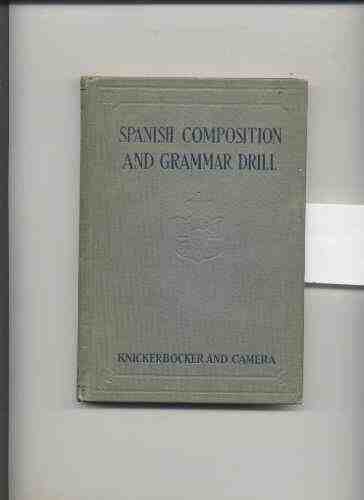 SPANISH COMPOSITION
AND GRAMMAR DRILL
KNICKERBOCKER AND CAMERA